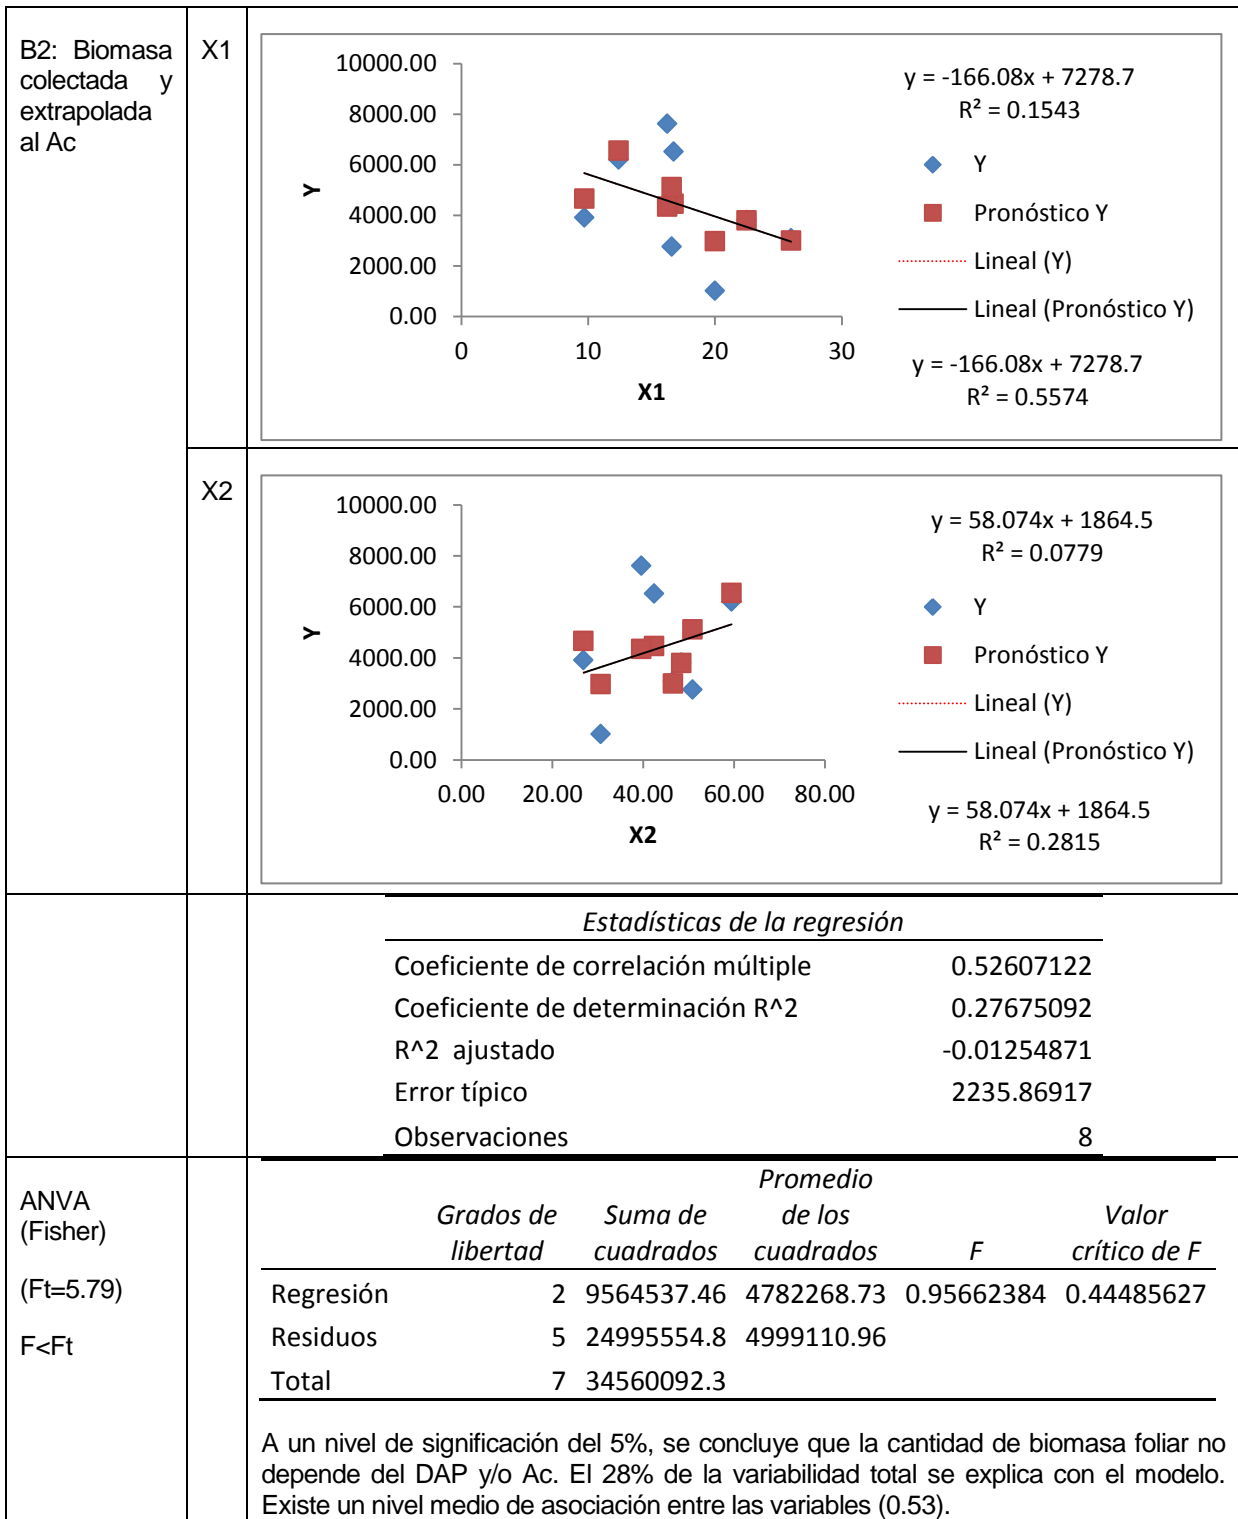 B2: Biomasa
colectada y
extrapolada
al Ac
X1
10000.00
8000.00
6000.00
4000.00
2000.00
0.00
Y
0 10 20 30
X1
y = -166.08x + 7278.7
R² = 0.1543
Y
Pronóstico Y
Lineal (Y)
Lineal (Pronóstico Y)
y = -166.08x + 7278.7
R² = 0.5574
X2
10000.00
8000.00
6000.00
4000.00
2000.00
0.00
Y
0.00 20.00 40.00 60.00 80.00
X2
y = 58.074x + 1864.5
R² = 0.0779
Y
Pronóstico Y
Lineal (Y)
Lineal (Pronóstico Y)
y = 58.074x + 1864.5
R² = 0.2815
Estadísticas de la regresión
Coeficiente de correlación múltiple 0.52607122
Coeficiente de determinación R^2 0.27675092
R^2 ajustado -0.01254871
Error típico 2235.86917
Observaciones 8
ANVA
(Fisher)
(Ft=5.79)
F<Ft
Promedio
Grados de Suma de de los Valor
libertad cuadrados cuadrados F crítico de F
Regresión 2 9564537.46 4782268.73 0.95662384 0.44485627
Residuos 5 24995554.8 4999110.96
Total 7 34560092.3
A un nivel de significación del 5%, se concluye que la cantidad de biomasa foliar no
depende del DAP y/o Ac. El 28% de la variabilidad total se explica con el modelo.
Existe un nivel medio de asociación entre las variables (0.53).